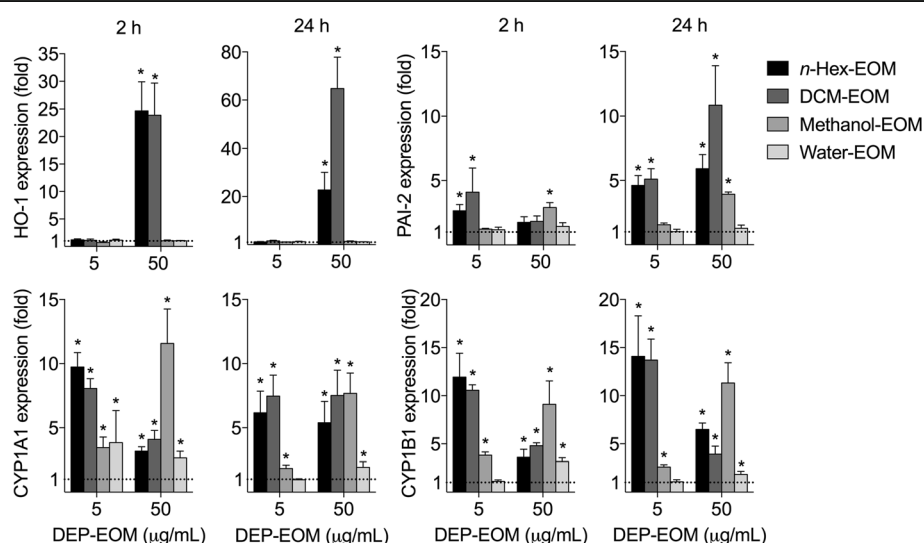 2 h
24 h
2 h
24 h
HO-1 expression (fold)
35
30
25
20
15
10
5
1
* *
5
50
80
60
40
20
1
* *
5
50
PAI-2 expression (fold)
15
10
5
1
* * *
5
50
15
10
5
1
* * * * *
5
50
n-Hex-EOM
DCM-EOM
Methanol-EOM
Water-EOM
CYP1A1 expression (fold)
15
10
5
1
* * * * * * * *
5
50
DEP-EOM (μg/mL)
15
10
5
1
* * * * * * *
5
50
DEP-EOM (μg/mL)
CYP1B1 expression (fold)
20
15
10
5
1
* * * * * * *
5
50
DEP-EOM (μg/mL)
20
15
10
5
1
* * * * * * *
5
50
DEP-EOM (μg/mL)